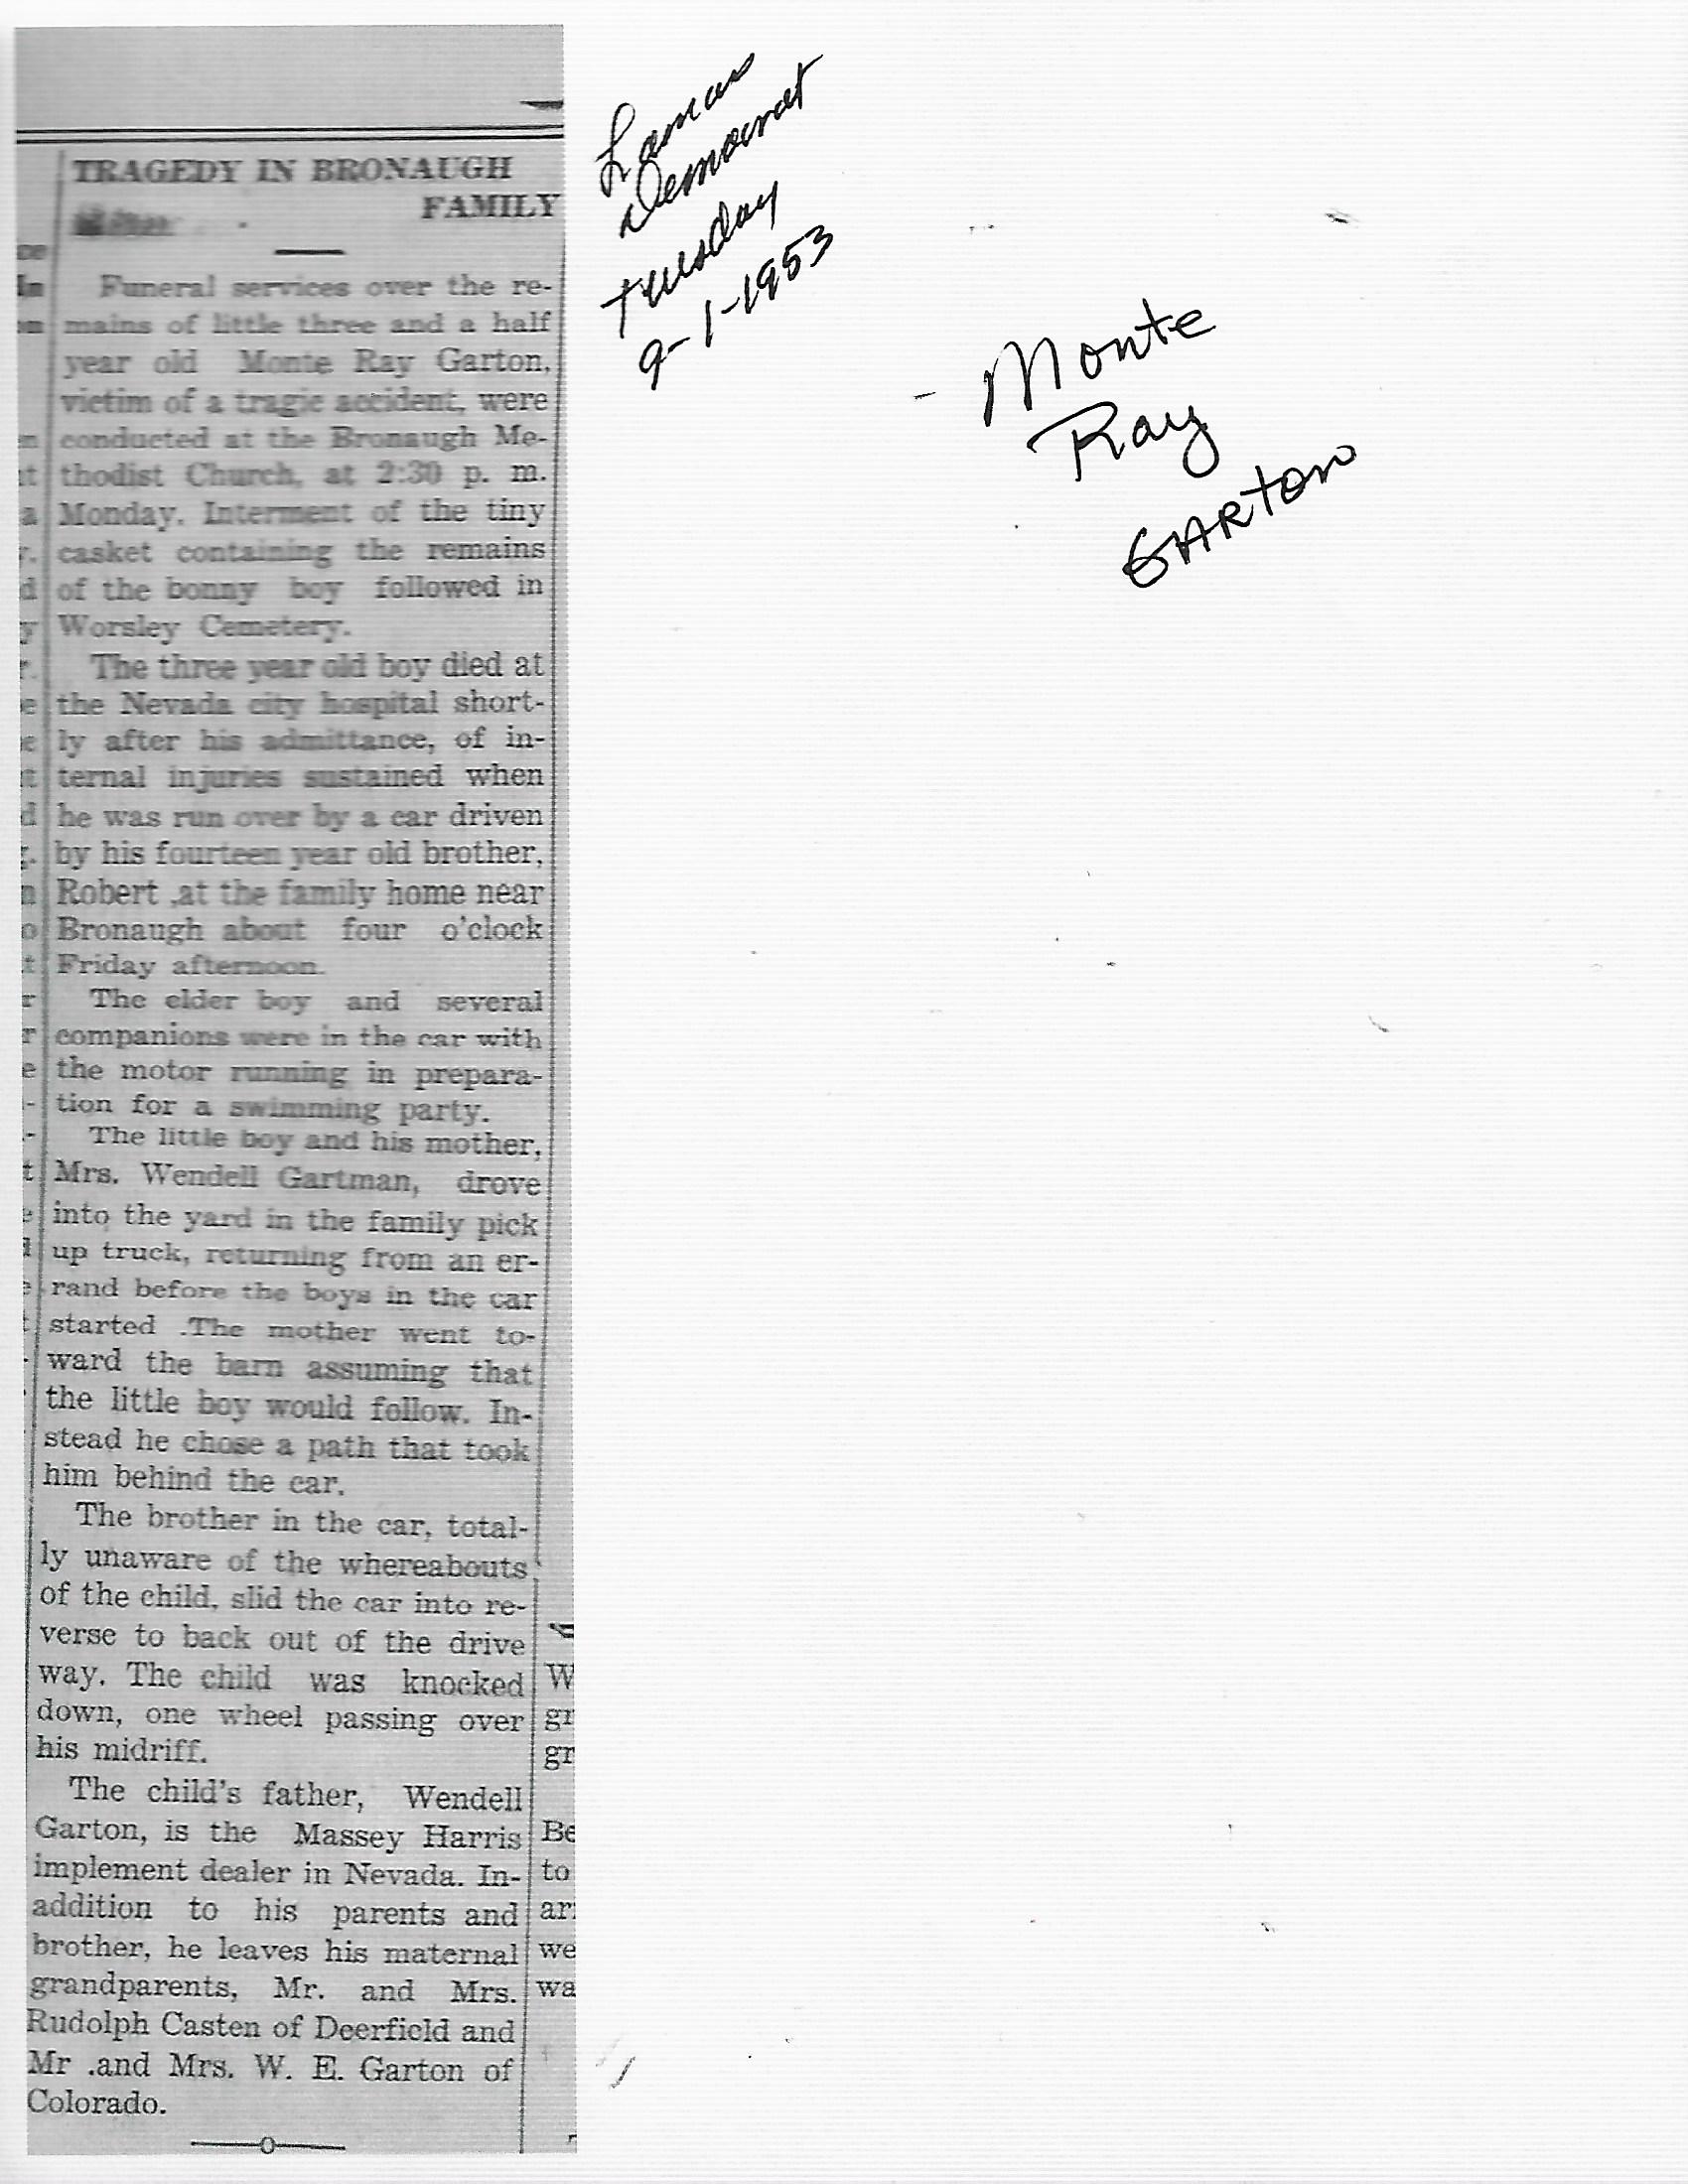 TRAGEDY IN BRONAUGH
FAMILY
Funeral services over the re-
mains of little three and a half
year old Monte Ray Garton,
victim of a tragic accident, were
conducted at the Bronaugh Me-
thodist Church, at 2:30 p. m.
Monday. Interment of the tiny
casket containing the remains
of the bonny boy followed in
Worsley Cemetery.
The three year old boy died at
the Nevada city hospital short-
ly after his admittance, of in-
ternal injuries sustained when
he was run over by a car driven
by his fourteen year old brother,
Robert ,at the family home near
Bronaugh about four o'clock
Friday afternoon.
The elder boy and several
companions were in the car with
the motor running in prepara-
tion for a swimming party.
The little boy and his mother,
Mrs. Wendell Gartman, drove
into the yard in the family pick
up truck, returning from an er-
rand before the boys in the car
started .The mother went to-
ward the barn assuming that
the little boy would follow. In-
stead he chose a path that took
him behind the car.
The brother in the car, total-
ly unaware of the whereabouts
of the child, slid the car into re-
verse to back out of the drive
way. The child was knocked
down, one wheel passing over
his midriff.
The child's father, Wendell
Garton, is the Massey Harris
implement dealer in Nevada. In-
addition to his parents and
brother, he leaves his maternal
grandparents, Mr. and Mrs.
Rudolph Casten of Deerfield and
Mr .and Mrs. W. E. Garton of
Colorado.
W
gr
gr
Be
to
ar
we
wa
Lamar
Democrat
Tuesday
9-1-1953
- Monte
Ray
GARton